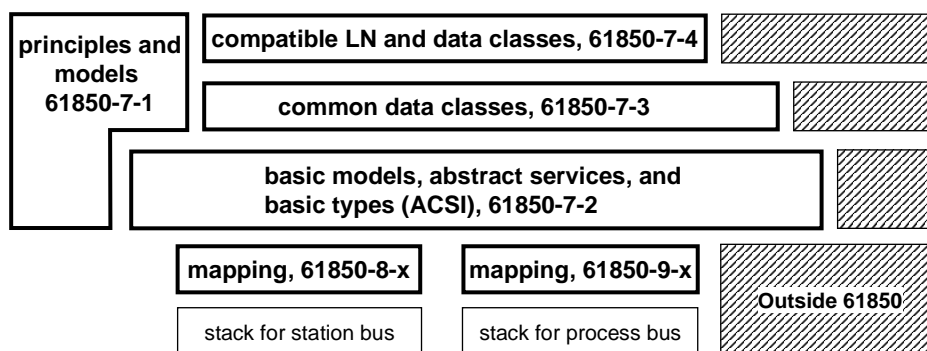 principles and
models
61850-7-1
compatible LN and data classes, 61850-7-4
common data classes, 61850-7-3
basic models, abstract services, and
basic types (ACSI), 61850-7-2
mapping, 61850-8-x
mapping, 61850-9-x
Outside 61850
stack for station bus
stack for process bus